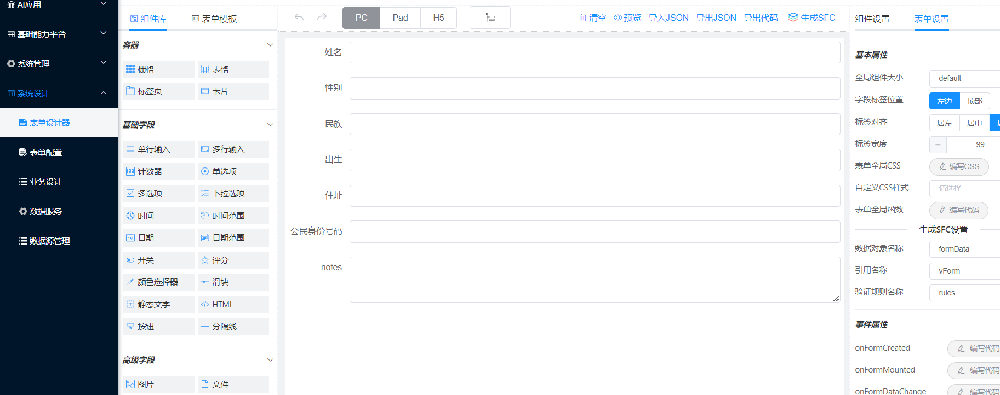 AI应用
基础能力平台
系统管理
系统设计
表单设计器
表单配置
业务设计
数据服务
数据源管理
组件库 表单模板
容器
栅格 表格
标签页 卡片
基础字段
单行输入 多行输入
计数器 单选项
多选项 下拉选项
时间 时间范围
日期 日期范围
开关 评分
颜色选择器 滑块
静态文字 HTML
按钮 分隔线
高级字段
图片 文件
PC Pad H5
清空 预览 导入JSON 导出JSON 导出代码 生成SFC
姓名
性别
民族
出生
住址
公民身份号码
notes
组件设置 表单设置
基本属性
全局组件大小 default
字段标签位置 左边 顶部
标签对齐 居左 居中
标签宽度 99
表单全局CSS 编写CSS
自定义CSS样式 请选择
表单全局函数 编写代码
生成SFC设置
数据对象名称 formData
引用名称 vForm
验证规则名称 rules
事件属性
onFormCreated 编写代码
onFormMounted 编写代码
onFormDataChange 编写代码